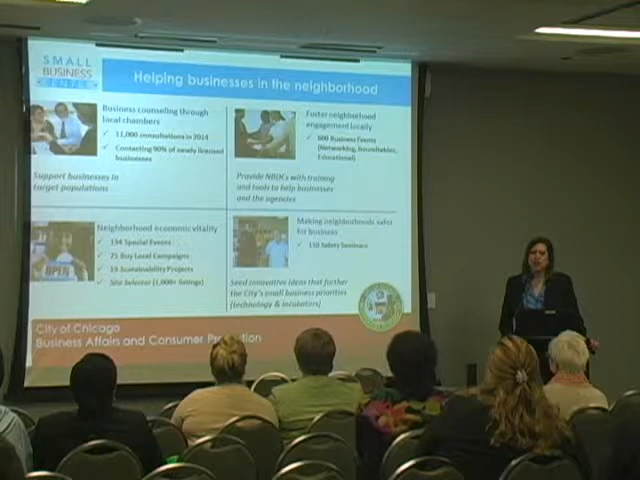 SMALL
BUSINESS
CENTER
Helping businesses in the neighborhood
Business counseling through
local chambers
✓ 11,000 consultations in 2014
✓ Contacting 90% of newly licensed
businesses
Support businesses in
target populations
Foster neighborhood
engagement locally
✓ 600 Business Events
(Networking, Roundtables,
Educational)
Provide NBDCs with training
and tools to help businesses
and the agencies
Neighborhood economic vitality
✓ 194 Special Events
✓ 75 Buy Local Campaigns
✓ 19 Sustainability Projects
✓ Site Selector (1,000+ listings)
OPEN
Making neighborhoods safer
for business
✓ 150 Safety Seminars
Seed innovative ideas that further
the City's small business priorities
(technology & incubators)
City of Chicago
Business Affairs and Consumer Protection